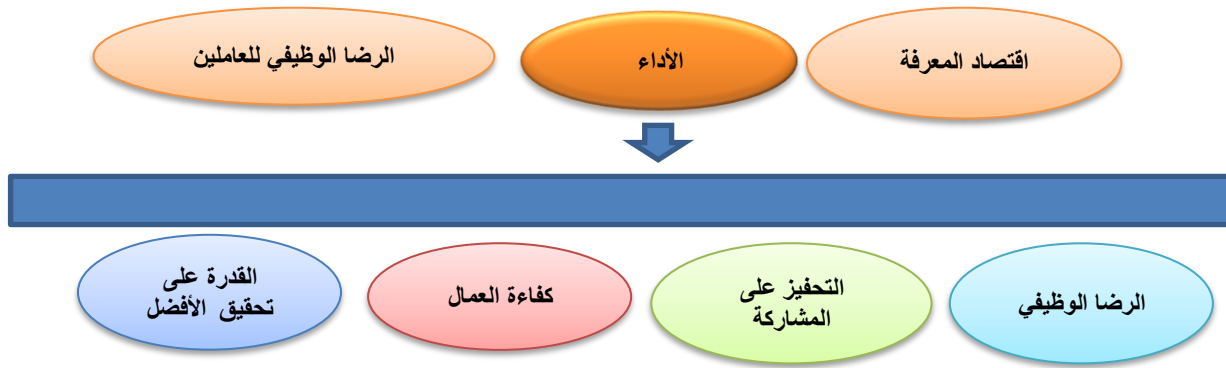 اقتصاد المعرفة
الأداء
الرضا الوظيفي للعاملين
الرضا الوظيفي
التحفيز على
المشاركة
كفاءة العمال
القدرة على
تحقيق الأفضل